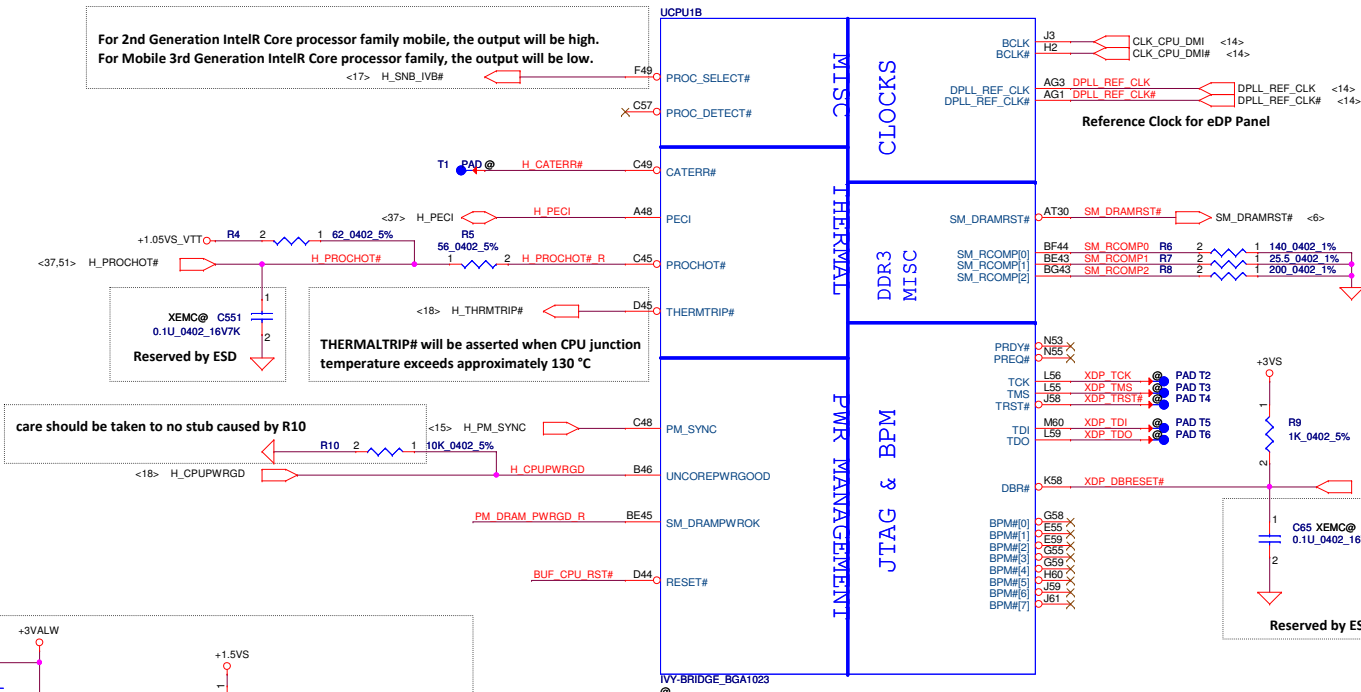 UCPU1B
For 2nd Generation IntelR Core processor family mobile, the output will be high.
For Mobile 3rd Generation IntelR Core processor family, the output will be low.
<17> H_SNB_IVB#
F49
PROC_SELECT#
C57
PROC_DETECT#
MISC
CLOCKS
BCLK
J3
CLK_CPU_DMI <14>
BCLK#
H2
CLK_CPU_DMI# <14>
DPLL_REF_CLK
AG3 DPLL_REF_CLK
DPLL_REF_CLK <14>
DPLL_REF_CLK#
AG1 DPLL_REF_CLK#
DPLL_REF_CLK# <14>
Reference Clock for eDP Panel
T1 PAD @ H_CATERR# C49
CATERR#
<37> H_PECI H_PECI A48
PECI
+1.05VS_VTT R4 2 1 62_0402_5%
R5
56_0402_5%
<37,51> H_PROCHOT# H_PROCHOT# 1 2 H_PROCHOT#_R C45
PROCHOT#
THERMAL
1
XEMC@ C551
0.1U_0402_16V7K
2
Reserved by ESD
<18> H_THRMTRIP# D45
THERMTRIP#
THERMALTRIP# will be asserted when CPU junction
temperature exceeds approximately 130 °C
SM_DRAMRST#
AT30 SM_DRAMRST#
SM_DRAMRST# <6>
DDR3
MISC
SM_RCOMP[0]
BF44 SM_RCOMP0 R6 2 1 140_0402_1%
SM_RCOMP[1]
BE43 SM_RCOMP1 R7 2 1 25.5_0402_1%
SM_RCOMP[2]
BG43 SM_RCOMP2 R8 2 1 200_0402_1%
care should be taken to no stub caused by R10
<15> H_PM_SYNC C48
PM_SYNC
R10 2 1 10K_0402_5%
<18> H_CPUPWRGD H_CPUPWRGD B46
UNCOREPWRGOOD
PM_DRAM_PWRGD_R BE45
SM_DRAMPWROK
BUF_CPU_RST# D44
RESET#
PWR MANAGEMENT
JTAG & BPM
PRDY#
N53
PREQ#
N55
TCK
L56 XDP_TCK @ PAD T2
TMS
L55 XDP_TMS @ PAD T3
TRST#
J58 XDP_TRST# @ PAD T4
TDI
M60 XDP_TDI @ PAD T5
TDO
L59 XDP_TDO @ PAD T6
+3VS
1
R9
1K_0402_5%
2
DBR#
K58 XDP_DBRESET#
1
C65 XEMC@
0.1U_0402_16
2
Reserved by ES
BPM#[0]
G58
BPM#[1]
E55
BPM#[2]
E59
BPM#[3]
G55
BPM#[4]
G59
BPM#[5]
H60
BPM#[6]
J59
BPM#[7]
J61
+3VALW
+1.5VS
1
IVY-BRIDGE_BGA1023
@